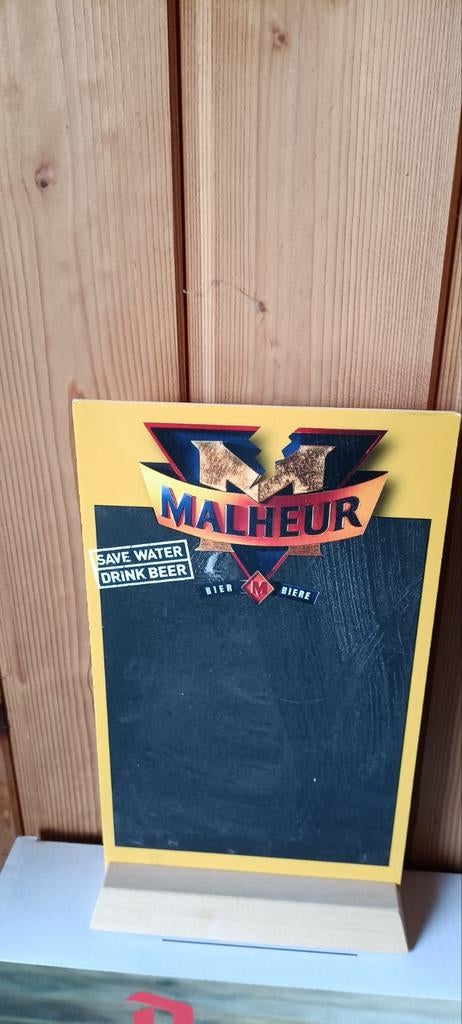 M
MALHEUR
SAVE WATER
DRINK BEER
BIER M BIERE